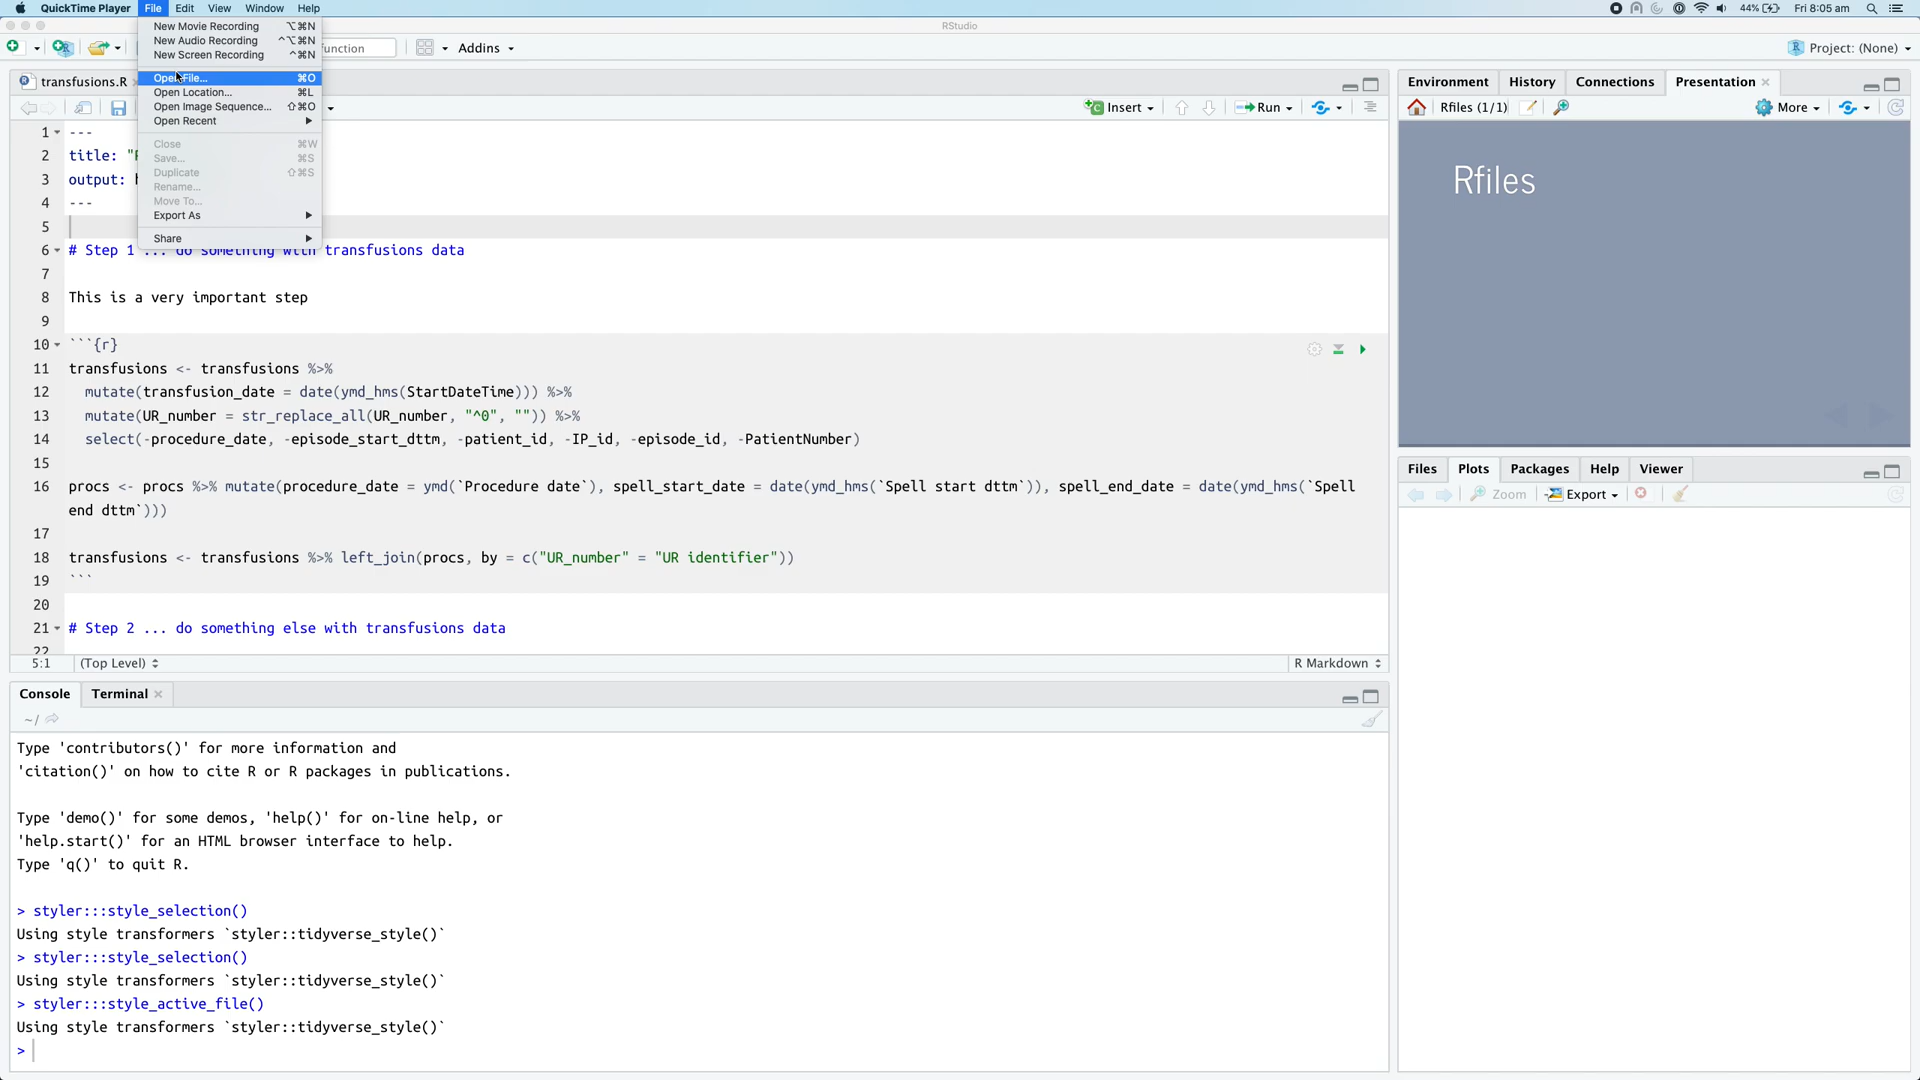 QuickTime Player File Edit View Window Help 44% Fri 8:05 am
RStudio
New Movie Recording ⌥⌘N
New Audio Recording ^⌥⌘N
New Screen Recording ^⌘N
Open File... ⌘O
Open Location... ⌘L
Open Image Sequence... ⇧⌘O
Open Recent
Close ⌘W
Save... ⌘S
Duplicate ⇧⌘S
Rename...
Move To...
Export As
Share
function Addins Project: (None)
transfusions.R
Insert Run
1 ---
2 title: "
3 output:
4 ---
5
6 # Step 1 ... do something with transfusions data
7
8 This is a very important step
9
10 ```{r}
11 transfusions <- transfusions %>%
12 mutate(transfusion_date = date(ymd_hms(StartDateTime))) %>%
13 mutate(UR_number = str_replace_all(UR_number, "^0", "")) %>%
14 select(-procedure_date, -episode_start_dttm, -patient_id, -IP_id, -episode_id, -PatientNumber)
15
16 procs <- procs %>% mutate(procedure_date = ymd(`Procedure date`), spell_start_date = date(ymd_hms(`Spell start dttm`)), spell_end_date = date(ymd_hms(`Spell
end dttm`)))
17
18 transfusions <- transfusions %>% left_join(procs, by = c("UR_number" = "UR identifier"))
19 ```
20
21 # Step 2 ... do something else with transfusions data
22
5:1 (Top Level) R Markdown
Console Terminal
~/
Type 'contributors()' for more information and
'citation()' on how to cite R or R packages in publications.
Type 'demo()' for some demos, 'help()' for on-line help, or
'help.start()' for an HTML browser interface to help.
Type 'q()' to quit R.
> styler:::style_selection()
Using style transformers `styler::tidyverse_style()`
> styler:::style_selection()
Using style transformers `styler::tidyverse_style()`
> styler:::style_active_file()
Using style transformers `styler::tidyverse_style()`
>
Environment History Connections Presentation
Rfiles (1/1) More
Rfiles
Files Plots Packages Help Viewer
Zoom Export